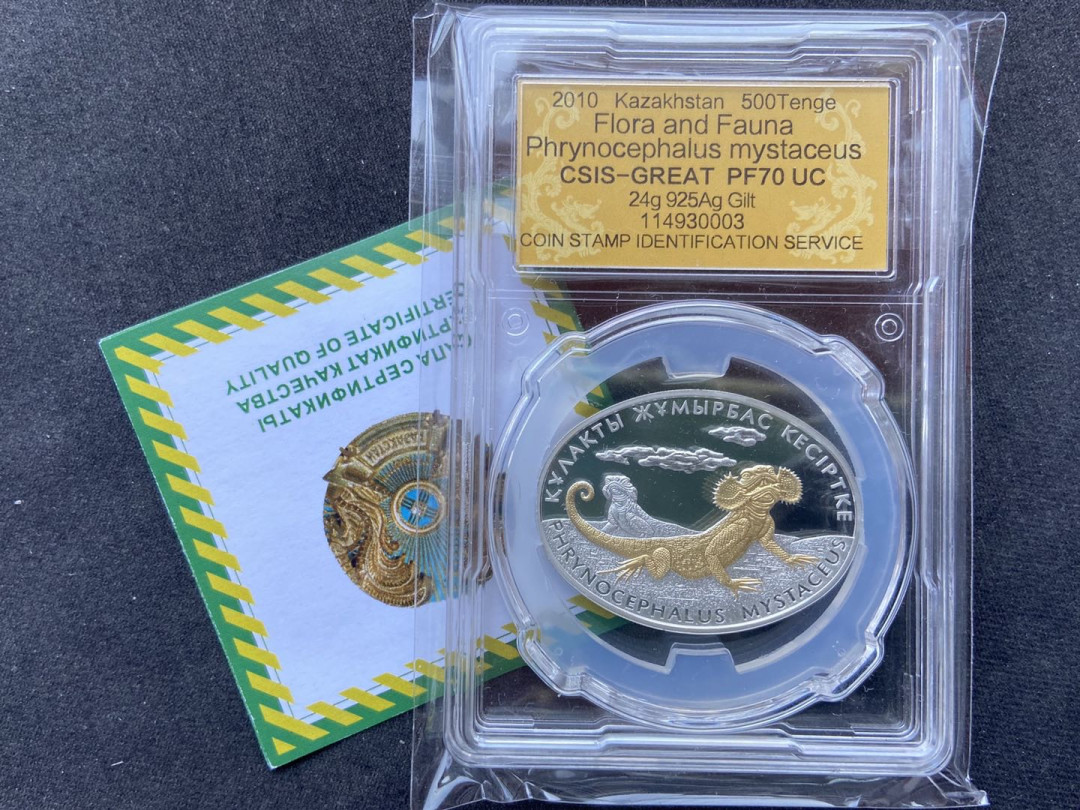 2010 Kazakhstan 500Tenge
Flora and Fauna
Phrynocephalus mystaceus
CSIS-GREAT PF70 UC
24g 925Ag Gilt
114930003
COIN STAMP IDENTIFICATION SERVICE
ҚҰЛАҚТЫ ЖҰМЫРБАС КЕСІРТКЕ
PHRYNOCEPHALUS MYSTACEUS
САПА СЕРТИФИКАТЫ
СЕРТИФИКАТ КАЧЕСТВА
CERTIFICATE OF QUALITY